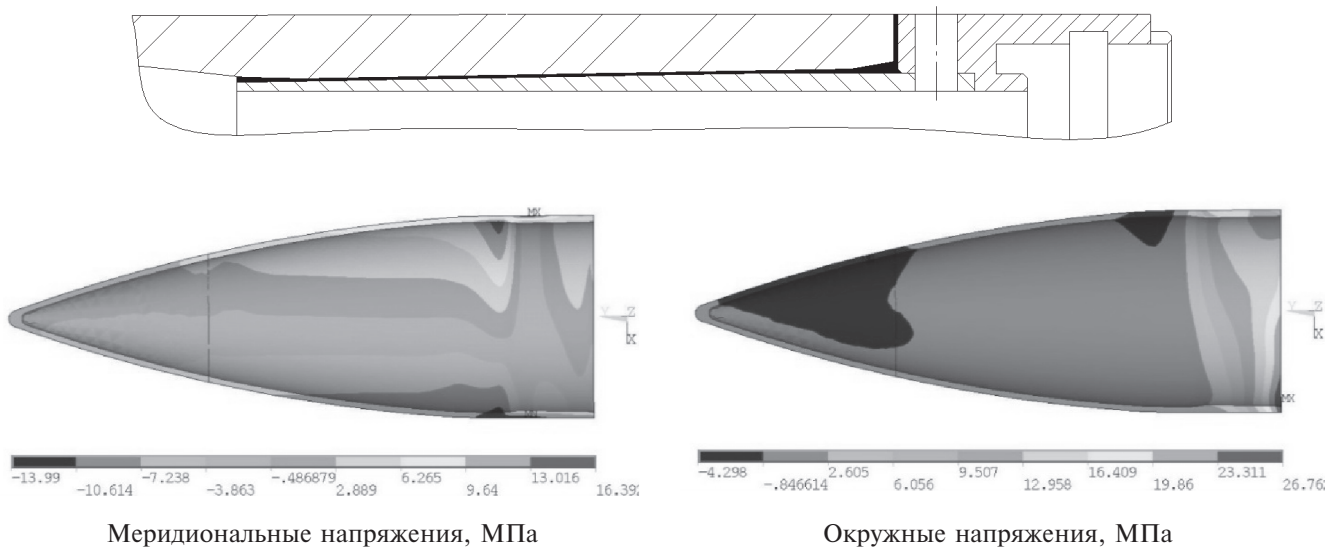 MX
MN
Y Z
X
MX
Y Z
X
-13.99 -7.238 -.486879 6.265 13.016
-10.614 -3.863 2.889 9.64 16.392
-4.298 2.605 9.507 16.409 23.311
-.846614 6.056 12.958 19.86 26.762
Меридиональные напряжения, МПа
Окружные напряжения, МПа